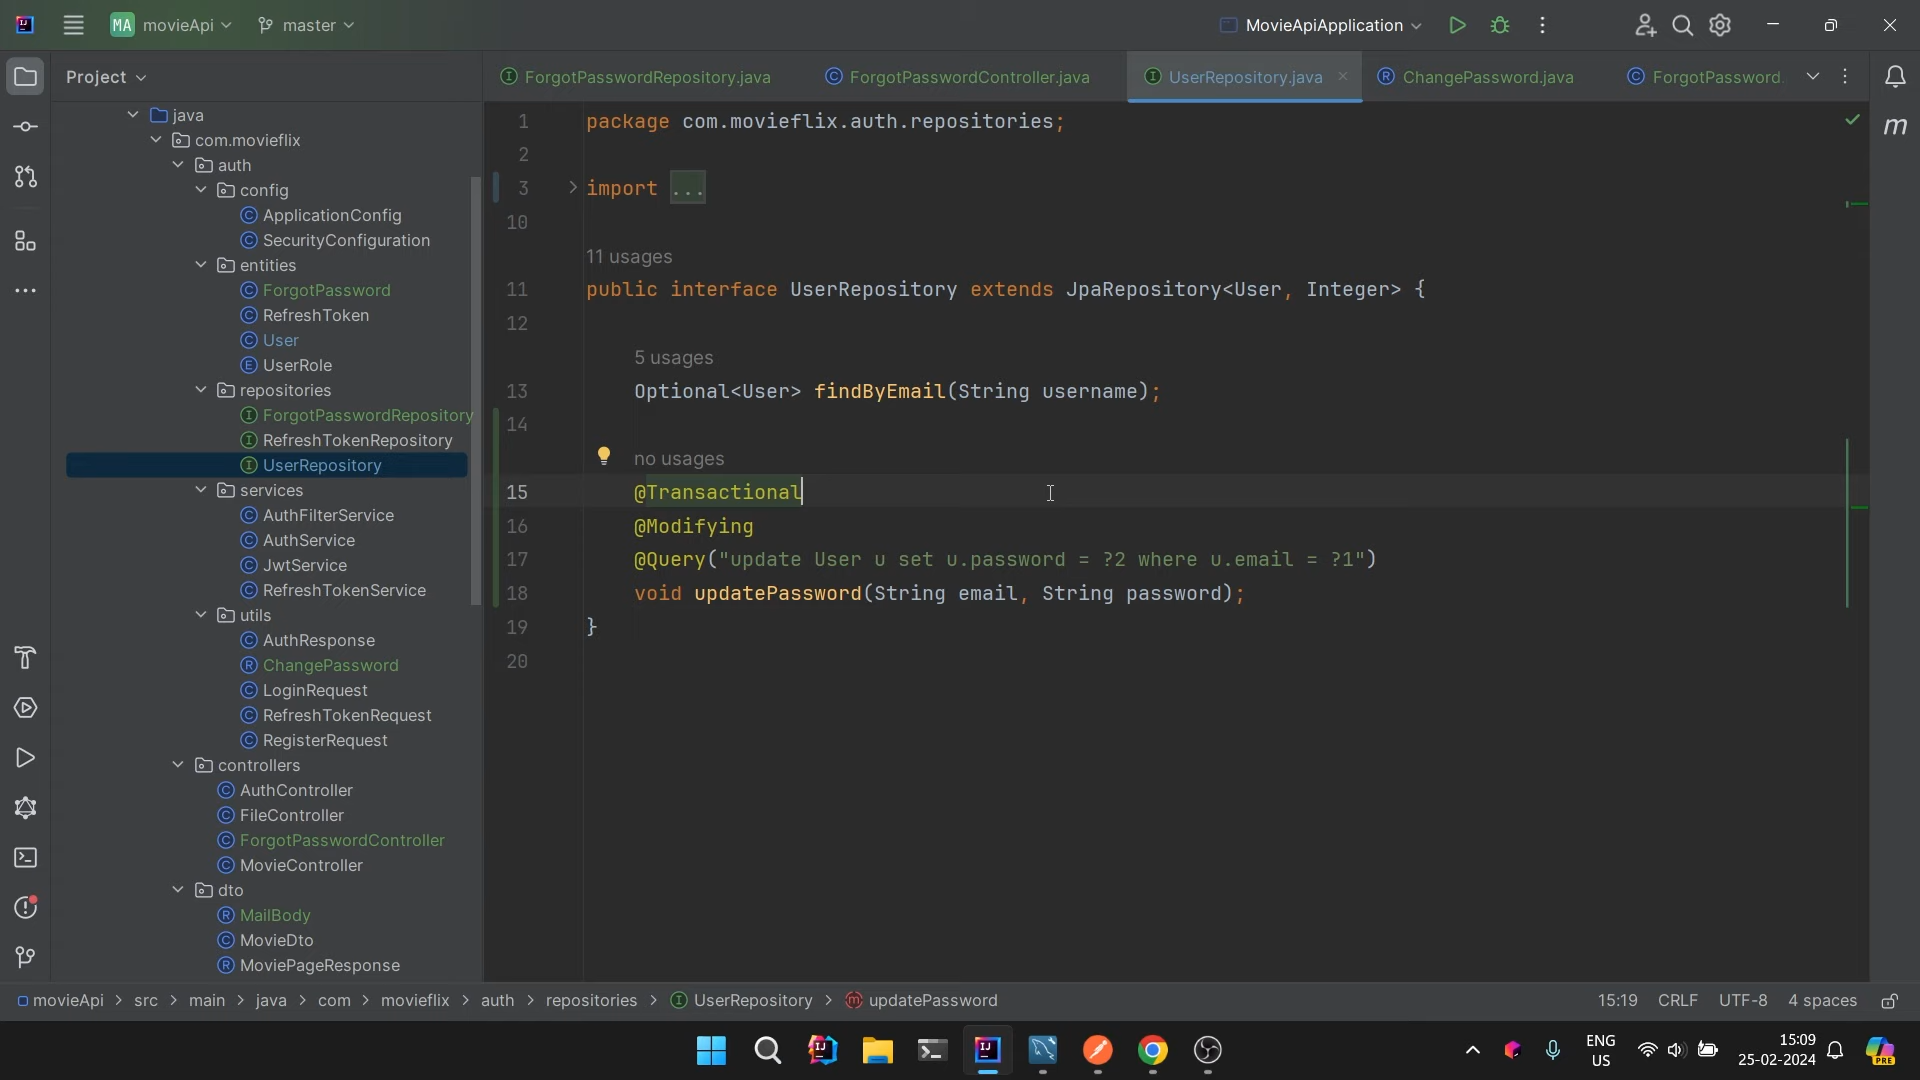 MA movieApi master MovieApiApplication
Project
ForgotPasswordRepository.java ForgotPasswordController.java UserRepository.java ChangePassword.java ForgotPassword.
java
com.movieflix
auth
config
ApplicationConfig
SecurityConfiguration
entities
ForgotPassword
RefreshToken
User
UserRole
repositories
ForgotPasswordRepository
RefreshTokenRepository
UserRepository
services
AuthFilterService
AuthService
JwtService
RefreshTokenService
utils
AuthResponse
ChangePassword
LoginRequest
RefreshTokenRequest
RegisterRequest
controllers
AuthController
FileController
ForgotPasswordController
MovieController
dto
MailBody
MovieDto
MoviePageResponse
1 package com.movieflix.auth.repositories;
2
3 import ...
10
11 usages
11 public interface UserRepository extends JpaRepository<User, Integer> {
12
5 usages
13 Optional<User> findByEmail(String username);
14
no usages
15 @Transactional
16 @Modifying
17 @Query("update User u set u.password = ?2 where u.email = ?1")
18 void updatePassword(String email, String password);
19 }
20
movieApi > src > main > java > com > movieflix > auth > repositories > UserRepository > updatePassword 15:19 CRLF UTF-8 4 spaces
ENG
US
15:09
25-02-2024
PRE